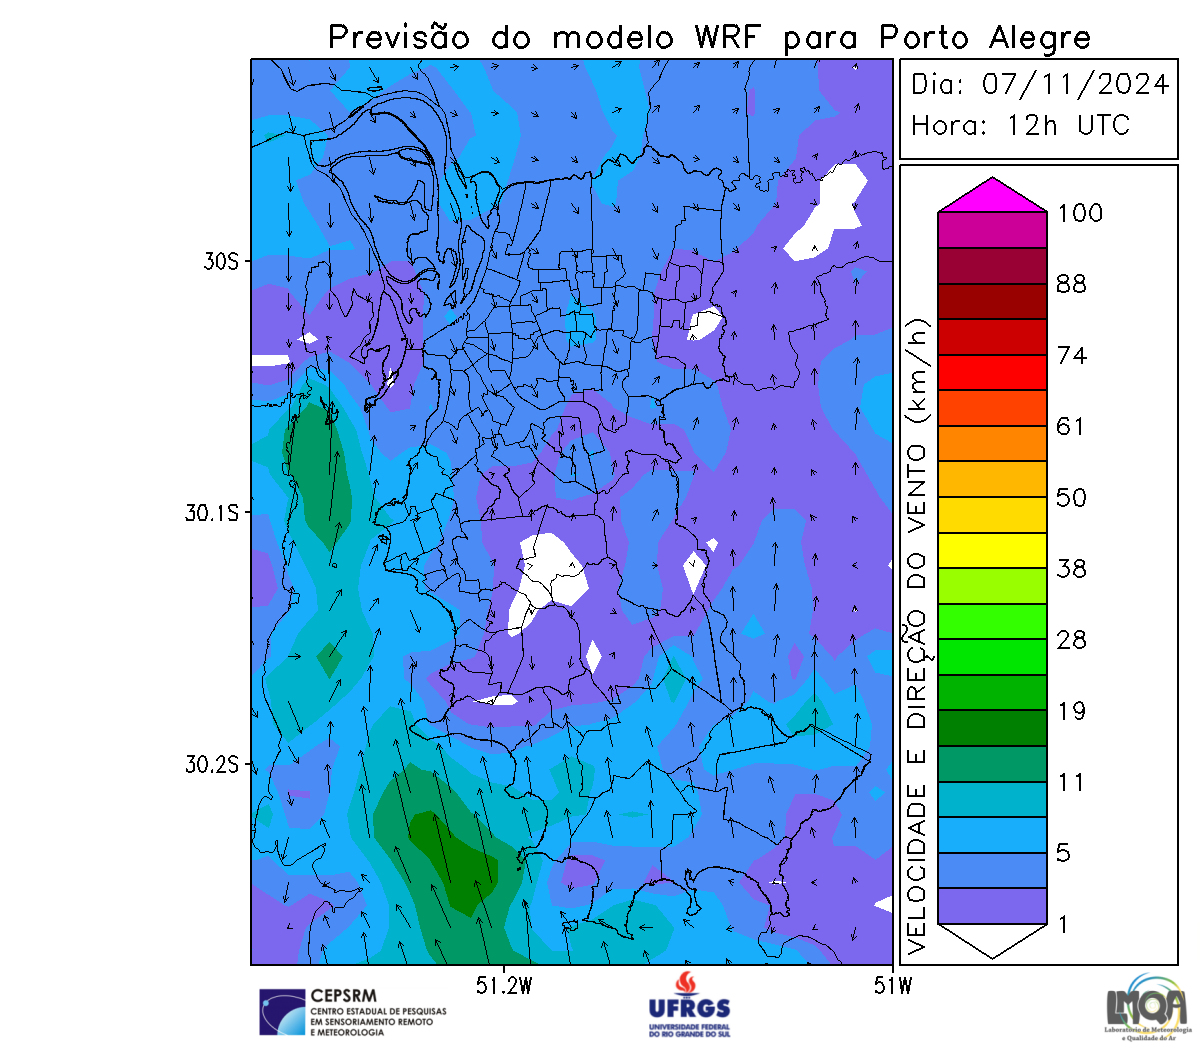 Previsão do modelo WRF para Porto Alegre
Dia: 07/11/2024
Hora: 12h UTC
30S
30.1S
30.2S
51.2W
51W
VELOCIDADE E DIREÇÃO DO VENTO (km/h)
100
88
74
61
50
38
28
19
11
5
1
CEPSRM
CENTRO ESTADUAL DE PESQUISAS
EM SENSORIAMENTO REMOTO
E METEOROLOGIA
UFRGS
UNIVERSIDADE FEDERAL
DO RIO GRANDE DO SUL
LMQA
Laboratório de Meteorologia
e Qualidade do Ar